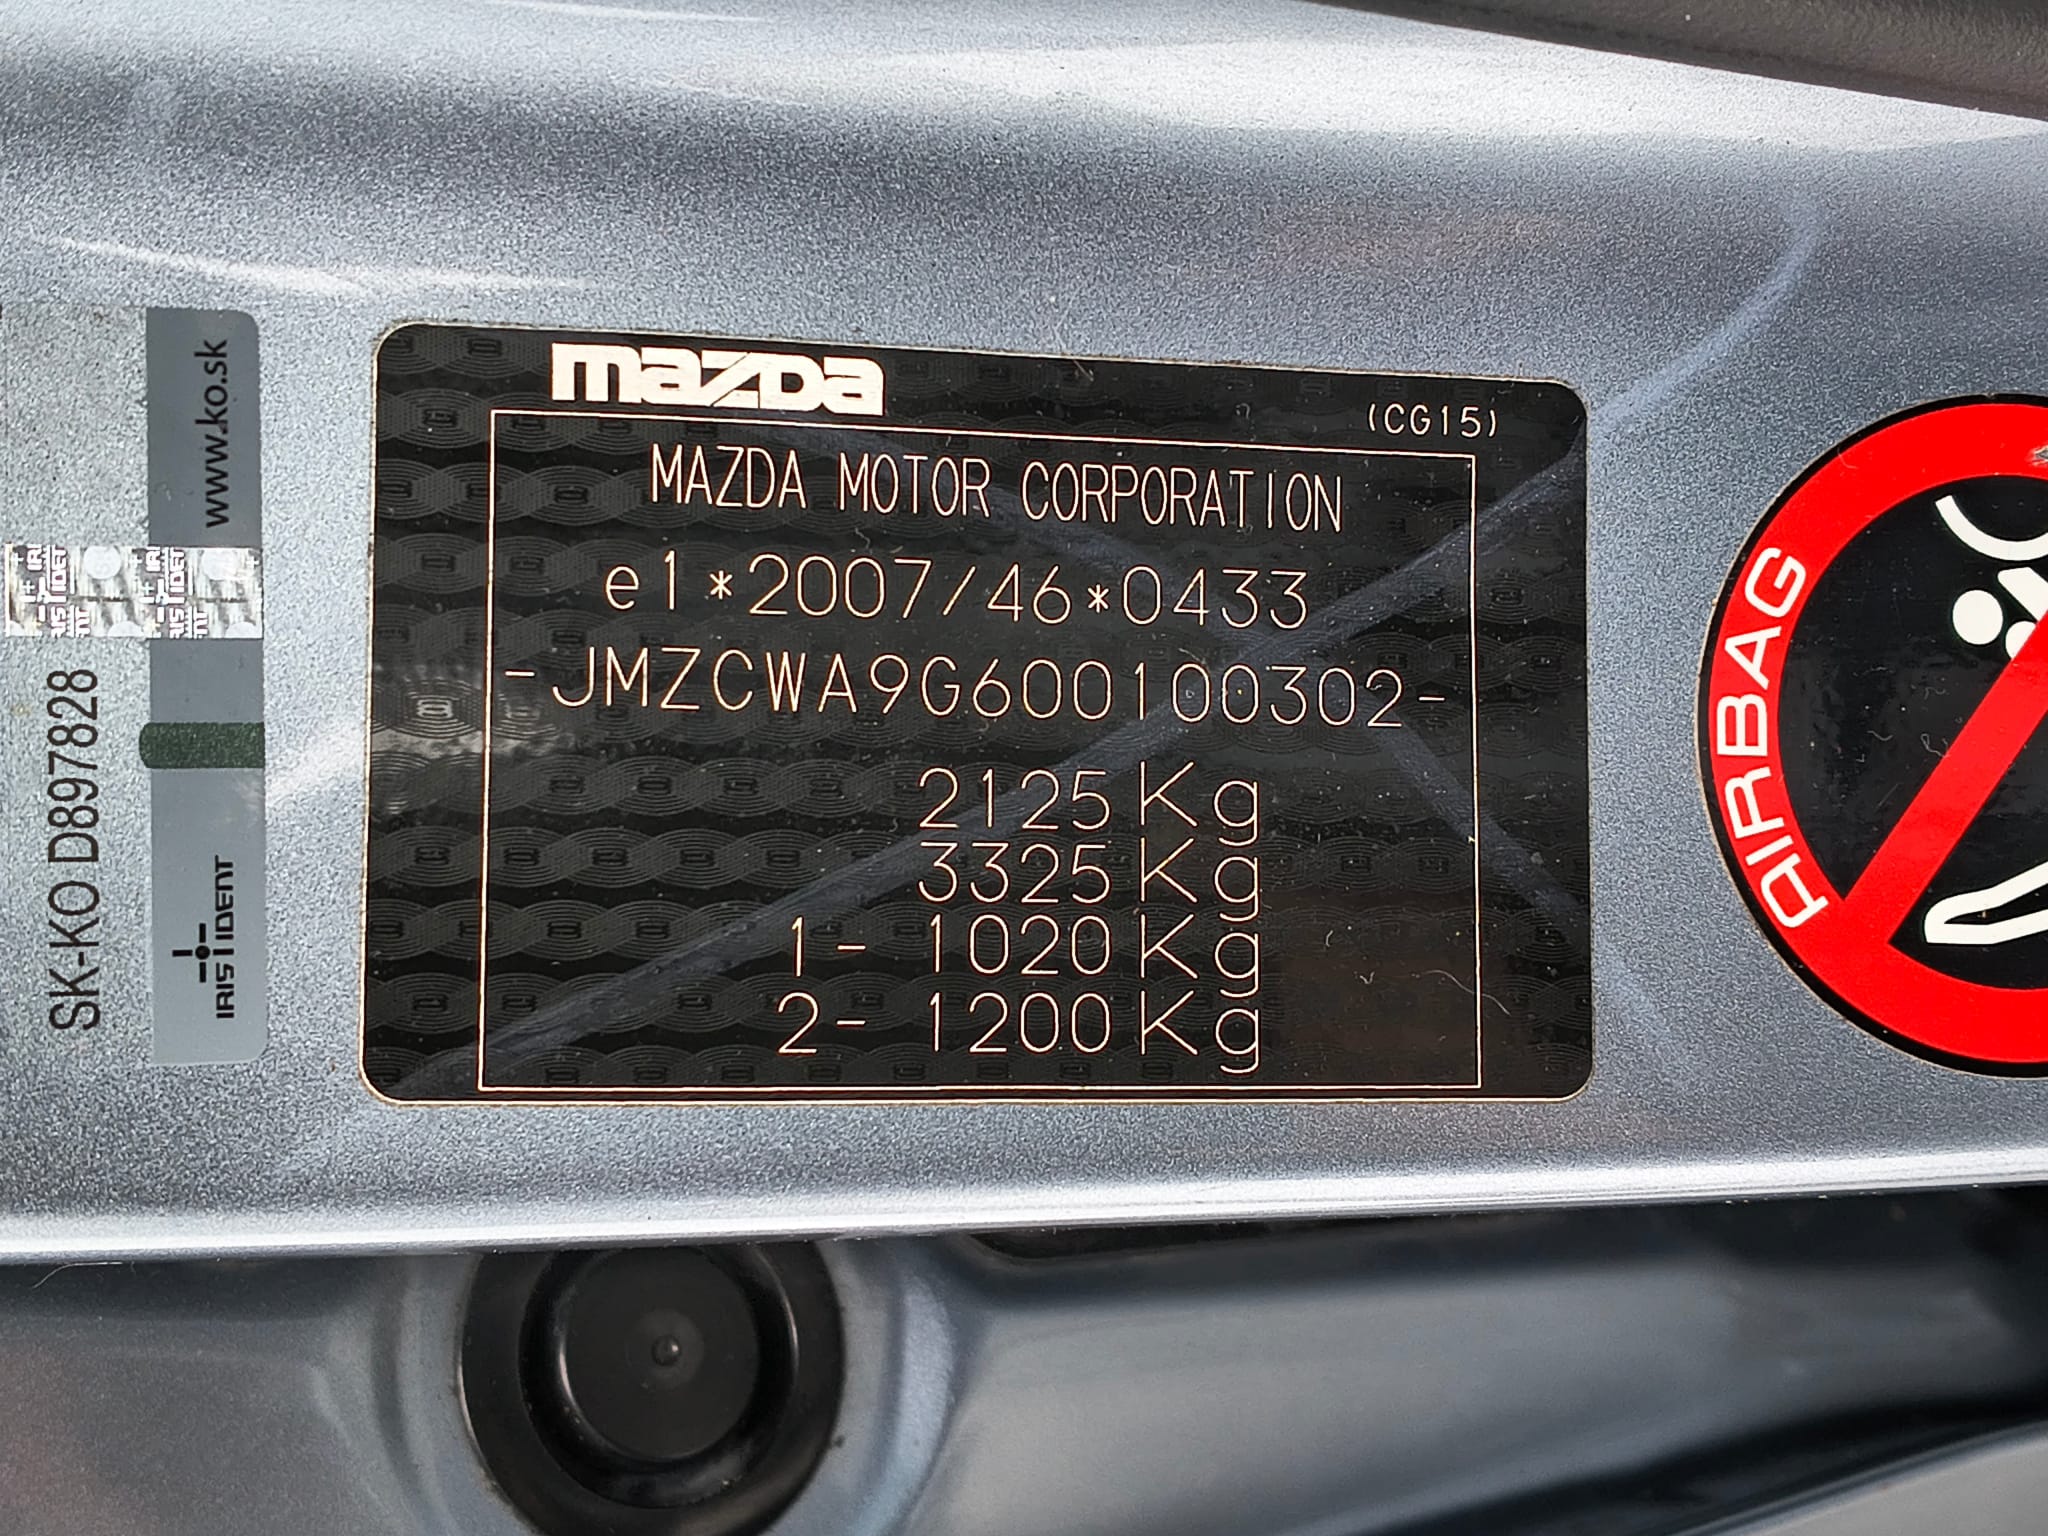 www.ko.sk
SK-KO D897828
IRIS IDENT
mazda
(CG15)
MAZDA MOTOR CORPORATION
e1*2007/46*0433
-JMZCWA9G600100302-
2125Kg
3325Kg
1- 1020Kg
2- 1200Kg
AIRBAG